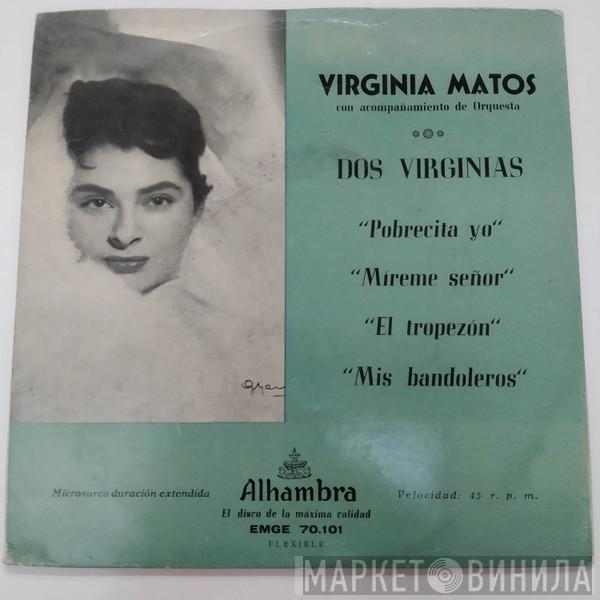 VIRGINIA MATOS
con acompañamiento de Orquesta
DOS VIRGINIAS
“Pobrecita yo“
“Míreme señor“
“El tropezón“
“Mis bandoleros“
Microsurco duración extendida
Alhambra
El disco de la máxima calidad
EMGE 70.101
FLEXIBLE
Velocidad: 45 r. p. m.
МАРКЕТ ВИНИЛА